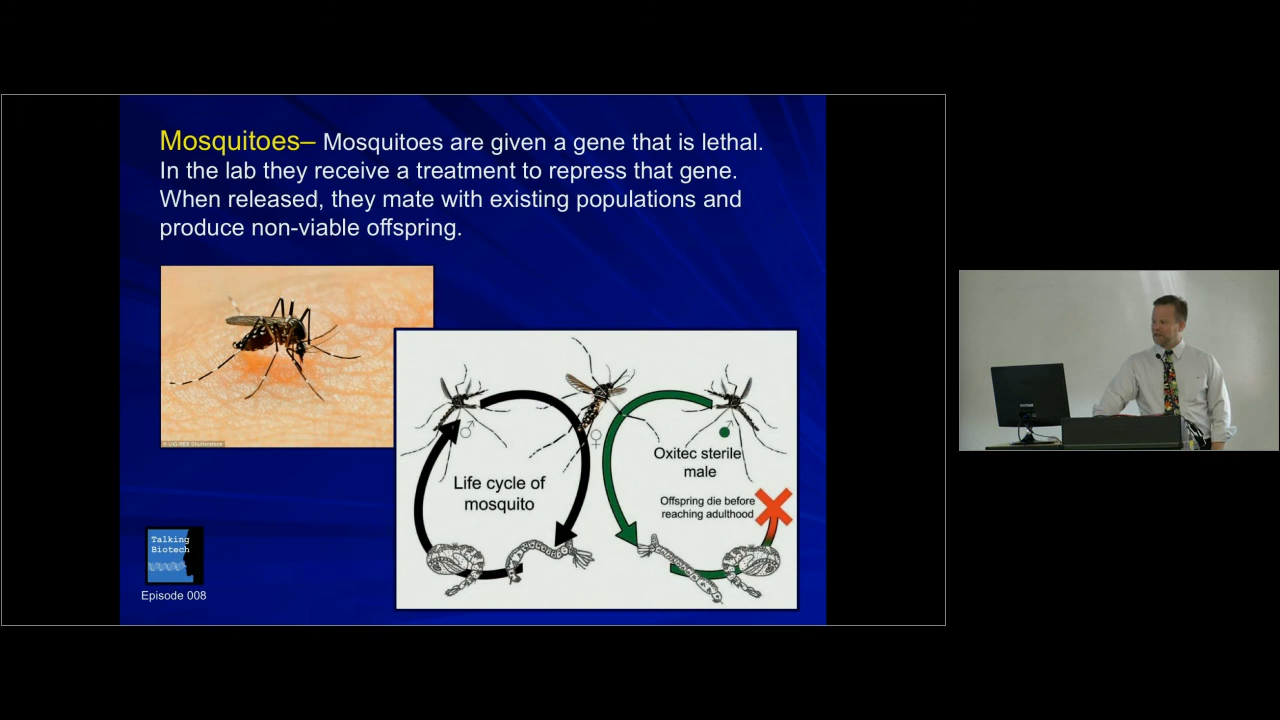 Mosquitoes– Mosquitoes are given a gene that is lethal.
In the lab they receive a treatment to repress that gene.
When released, they mate with existing populations and
produce non-viable offspring.
Life cycle of
mosquito
Oxitec sterile
male
Offspring die before
reaching adulthood
Talking
Biotech
Episode 008